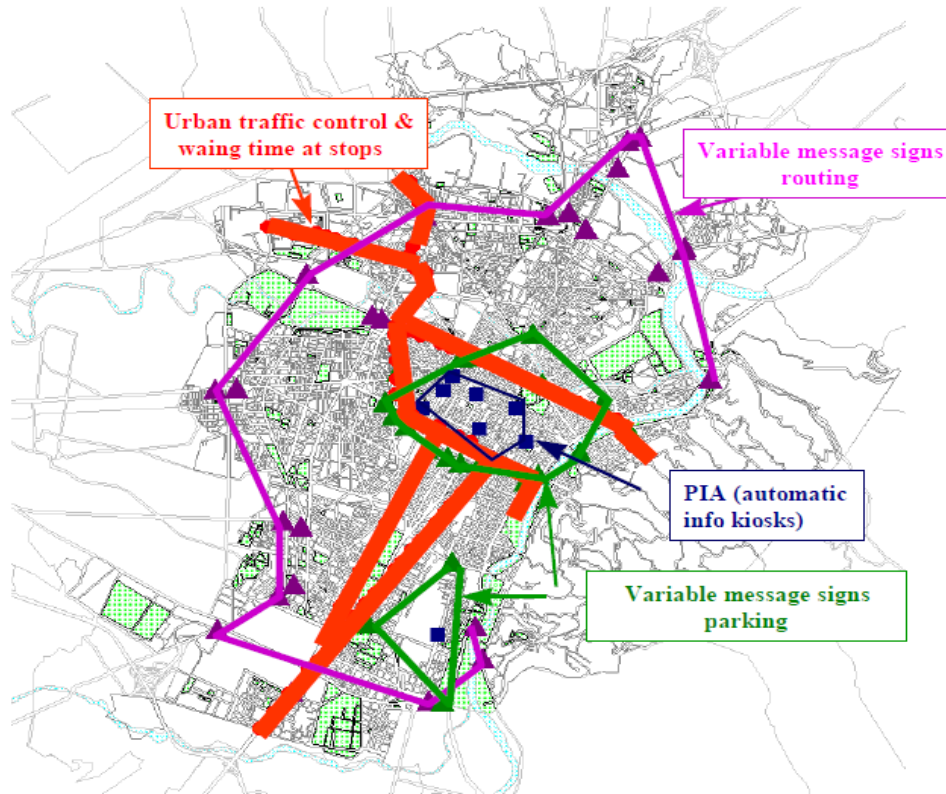 Urban traffic control &
waing time at stops
Variable message signs
routing
PIA (automatic
info kiosks)
Variable message signs
parking